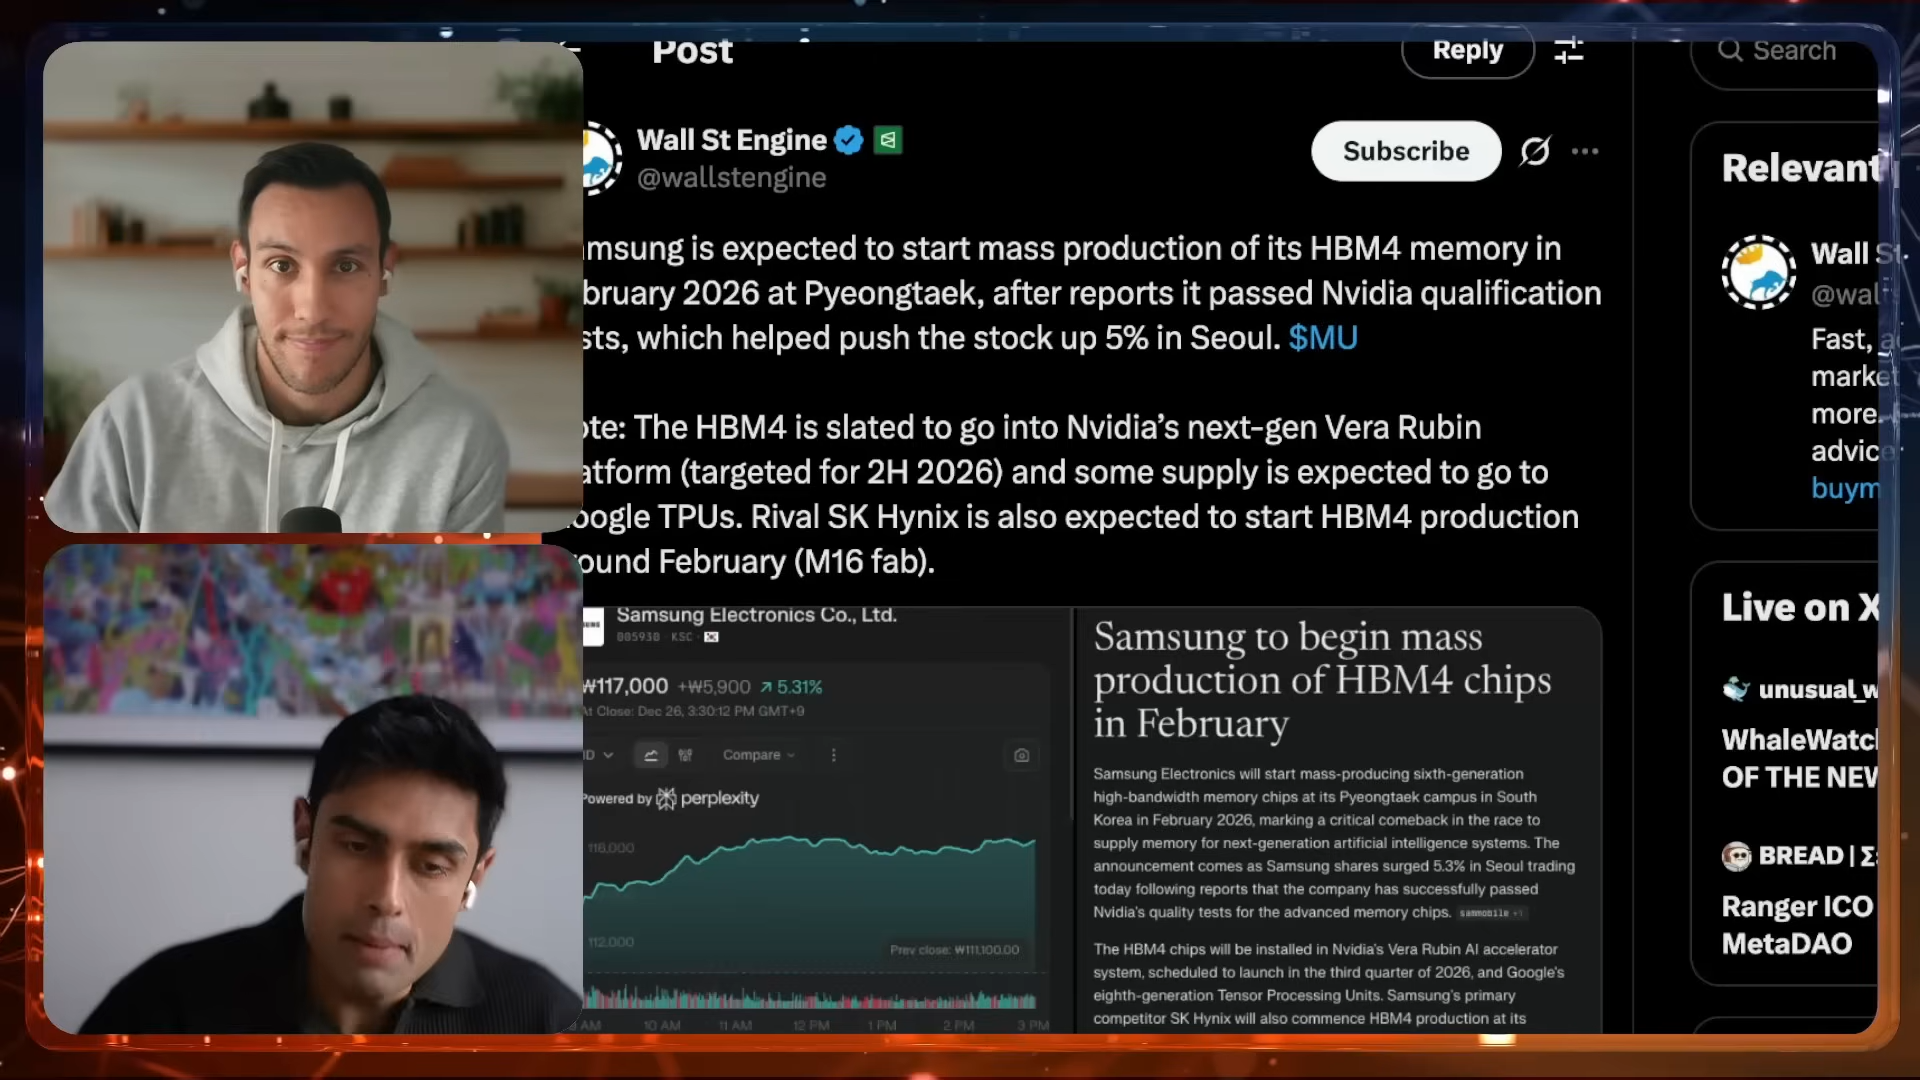 Post
Reply
Search
Wall St Engine
@wallstengine
Subscribe
msung is expected to start mass production of its HBM4 memory in
bruary 2026 at Pyeongtaek, after reports it passed Nvidia qualification
sts, which helped push the stock up 5% in Seoul. $MU
te: The HBM4 is slated to go into Nvidia's next-gen Vera Rubin
atform (targeted for 2H 2026) and some supply is expected to go to
oogle TPUs. Rival SK Hynix is also expected to start HBM4 production
ound February (M16 fab).
Samsung Electronics Co., Ltd.
005930 · KSC ·
₩117,000 +₩5,900 ↗ 5.31%
At Close: Dec 26, 3:30:12 PM GMT+9
Compare
Powered by perplexity
116,000
112,000
Prev close: ₩111,100.00
AM 10 AM 11 AM 12 PM 1 PM 2 PM 3 PM
Samsung to begin mass
production of HBM4 chips
in February
Samsung Electronics will start mass-producing sixth-generation
high-bandwidth memory chips at its Pyeongtaek campus in South
Korea in February 2026, marking a critical comeback in the race to
supply memory for next-generation artificial intelligence systems. The
announcement comes as Samsung shares surged 5.3% in Seoul trading
today following reports that the company has successfully passed
Nvidia's quality tests for the advanced memory chips. sammobile +1
The HBM4 chips will be installed in Nvidia's Vera Rubin AI accelerator
system, scheduled to launch in the third quarter of 2026, and Google's
eighth-generation Tensor Processing Units. Samsung's primary
competitor SK Hynix will also commence HBM4 production at its
Relevant
Wall St
@wal
Fast, a
marke
more.
advice
buym
Live on X
unusual_w
WhaleWatch
OF THE NEW
BREAD | Σ:
Ranger ICO
MetaDAO